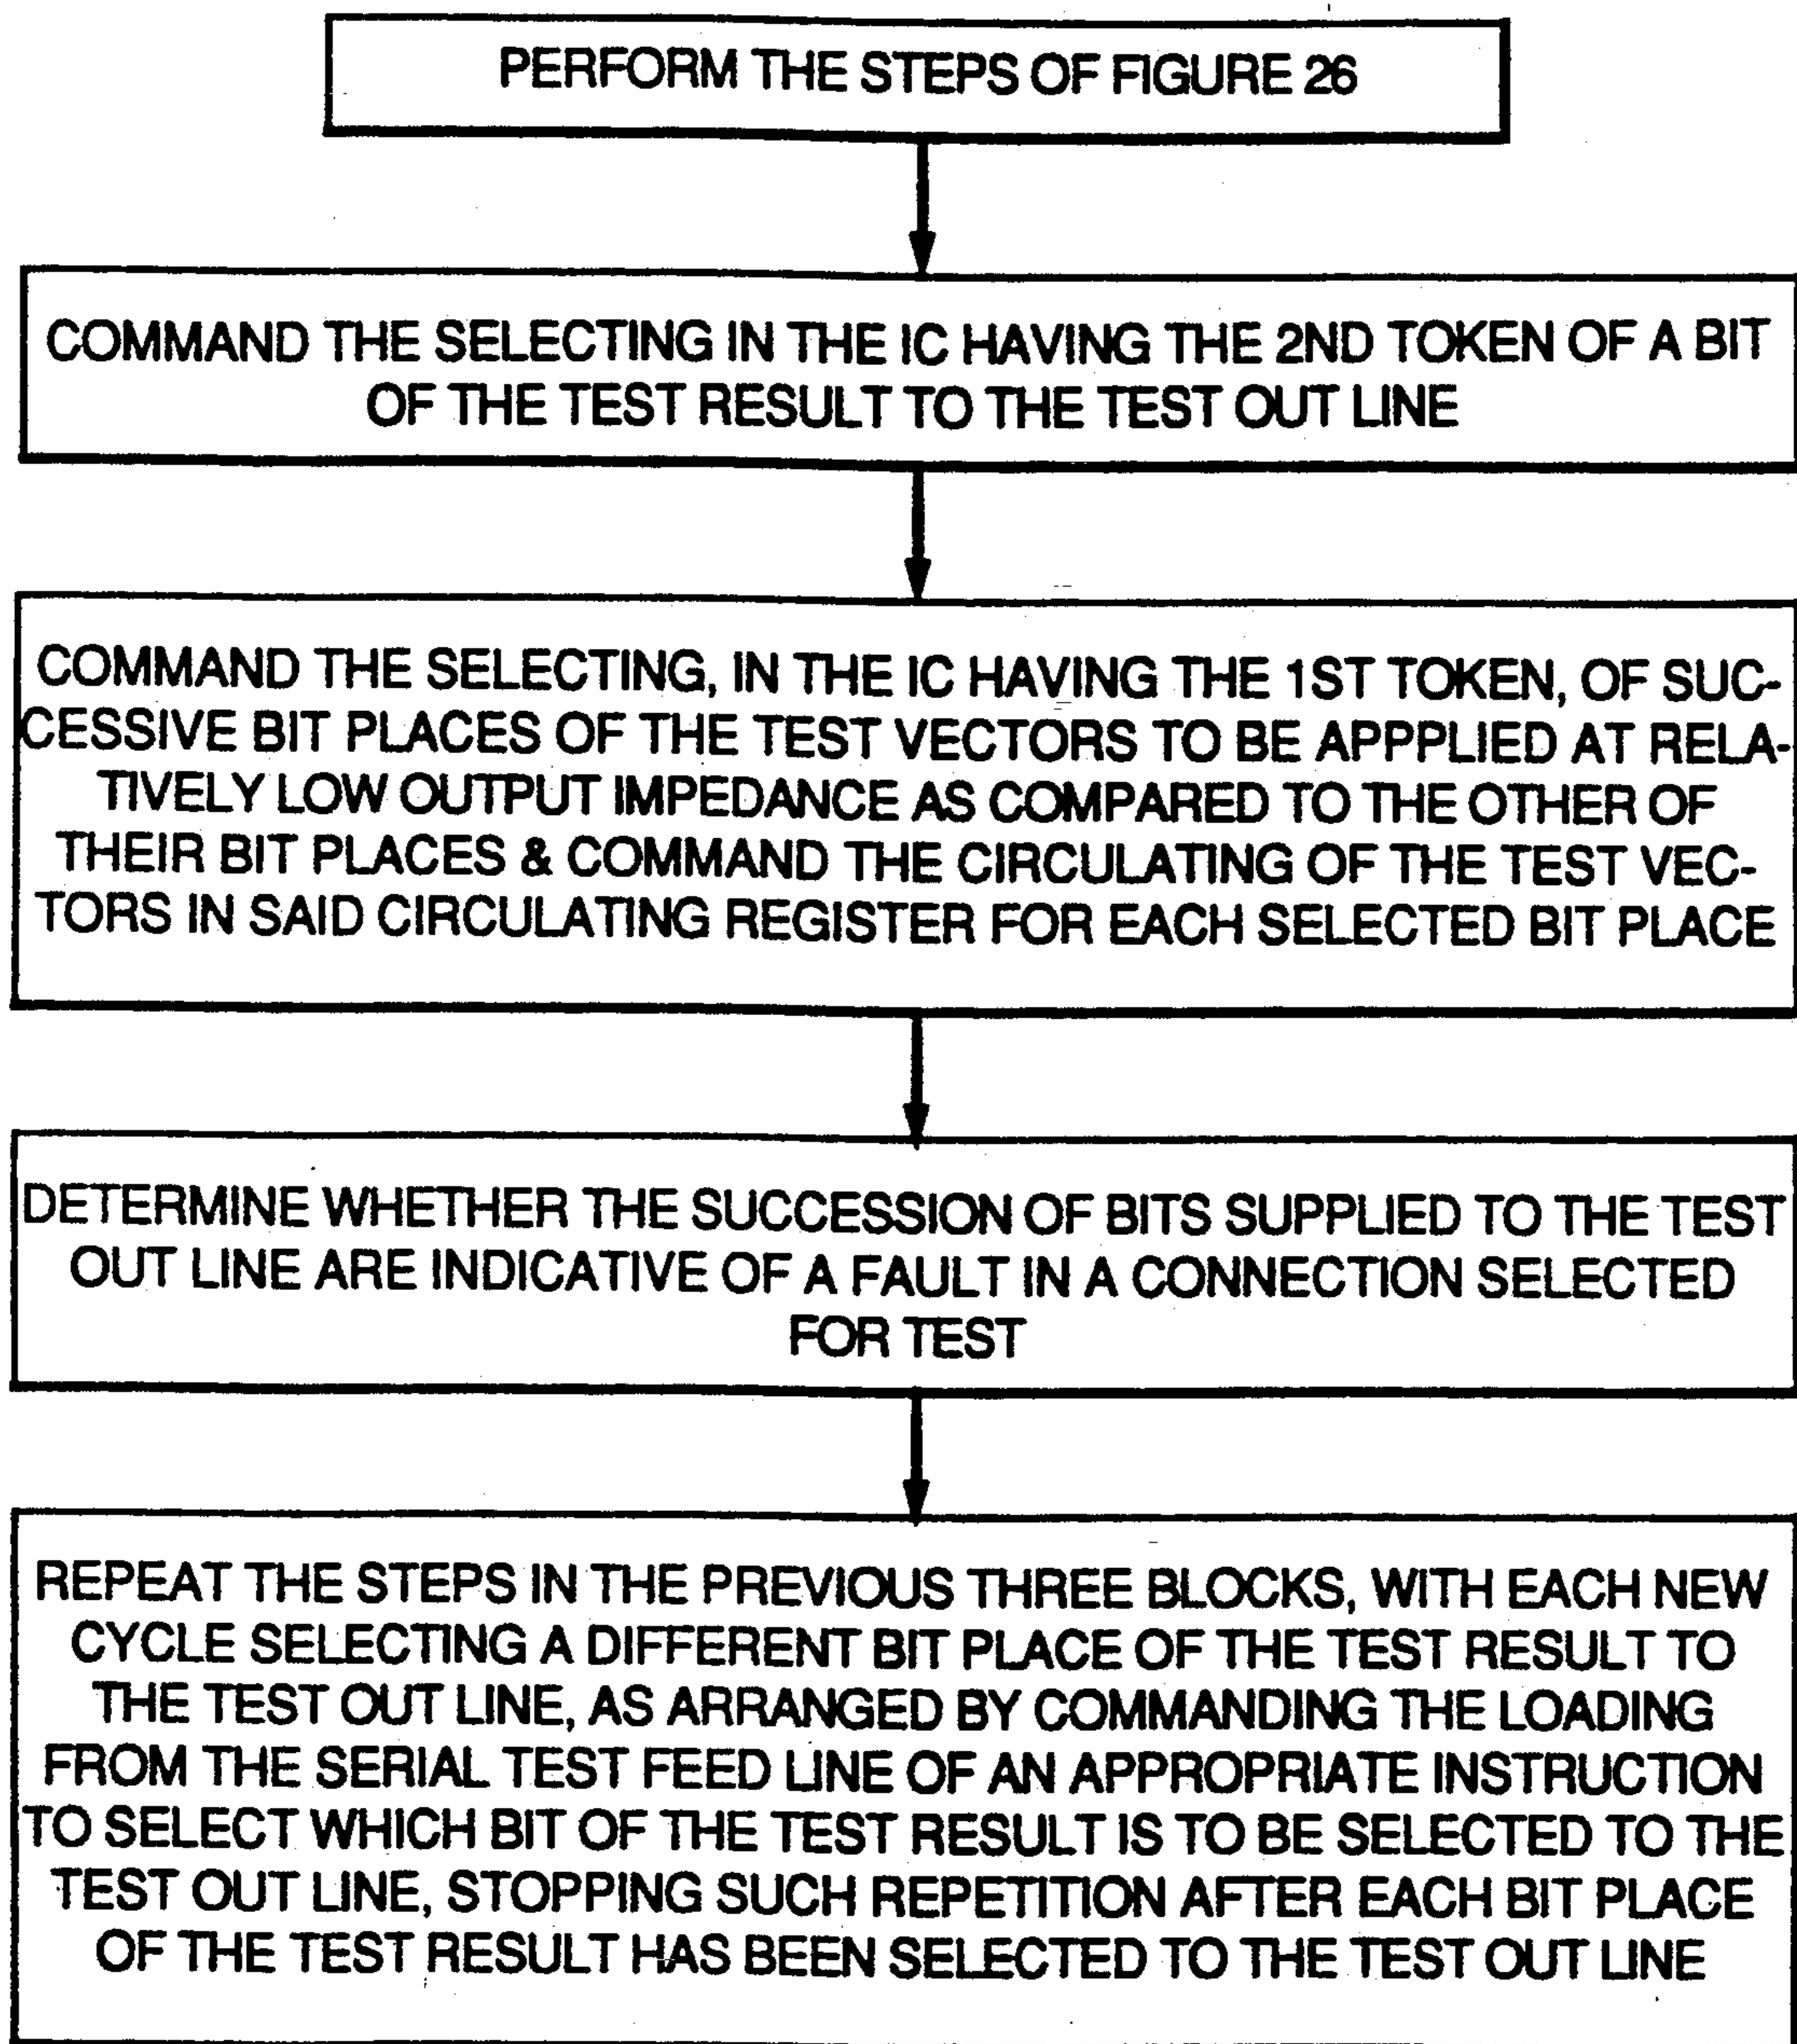 PERFORM THE STEPS OF FIGURE 26
COMMAND THE SELECTING IN THE IC HAVING THE 2ND TOKEN OF A BIT
OF THE TEST RESULT TO THE TEST OUT LINE
COMMAND THE SELECTING, IN THE IC HAVING THE 1ST TOKEN, OF SUC-
CESSIVE BIT PLACES OF THE TEST VECTORS TO BE APPPLIED AT RELA-
TIVELY LOW OUTPUT IMPEDANCE AS COMPARED TO THE OTHER OF
THEIR BIT PLACES & COMMAND THE CIRCULATING OF THE TEST VEC-
TORS IN SAID CIRCULATING REGISTER FOR EACH SELECTED BIT PLACE
DETERMINE WHETHER THE SUCCESSION OF BITS SUPPLIED TO THE TEST
OUT LINE ARE INDICATIVE OF A FAULT IN A CONNECTION SELECTED
FOR TEST
REPEAT THE STEPS IN THE PREVIOUS THREE BLOCKS, WITH EACH NEW
CYCLE SELECTING A DIFFERENT BIT PLACE OF THE TEST RESULT TO
THE TEST OUT LINE, AS ARRANGED BY COMMANDING THE LOADING
FROM THE SERIAL TEST FEED LINE OF AN APPROPRIATE INSTRUCTION
TO SELECT WHICH BIT OF THE TEST RESULT IS TO BE SELECTED TO THE
TEST OUT LINE, STOPPING SUCH REPETITION AFTER EACH BIT PLACE
OF THE TEST RESULT HAS BEEN SELECTED TO THE TEST OUT LINE